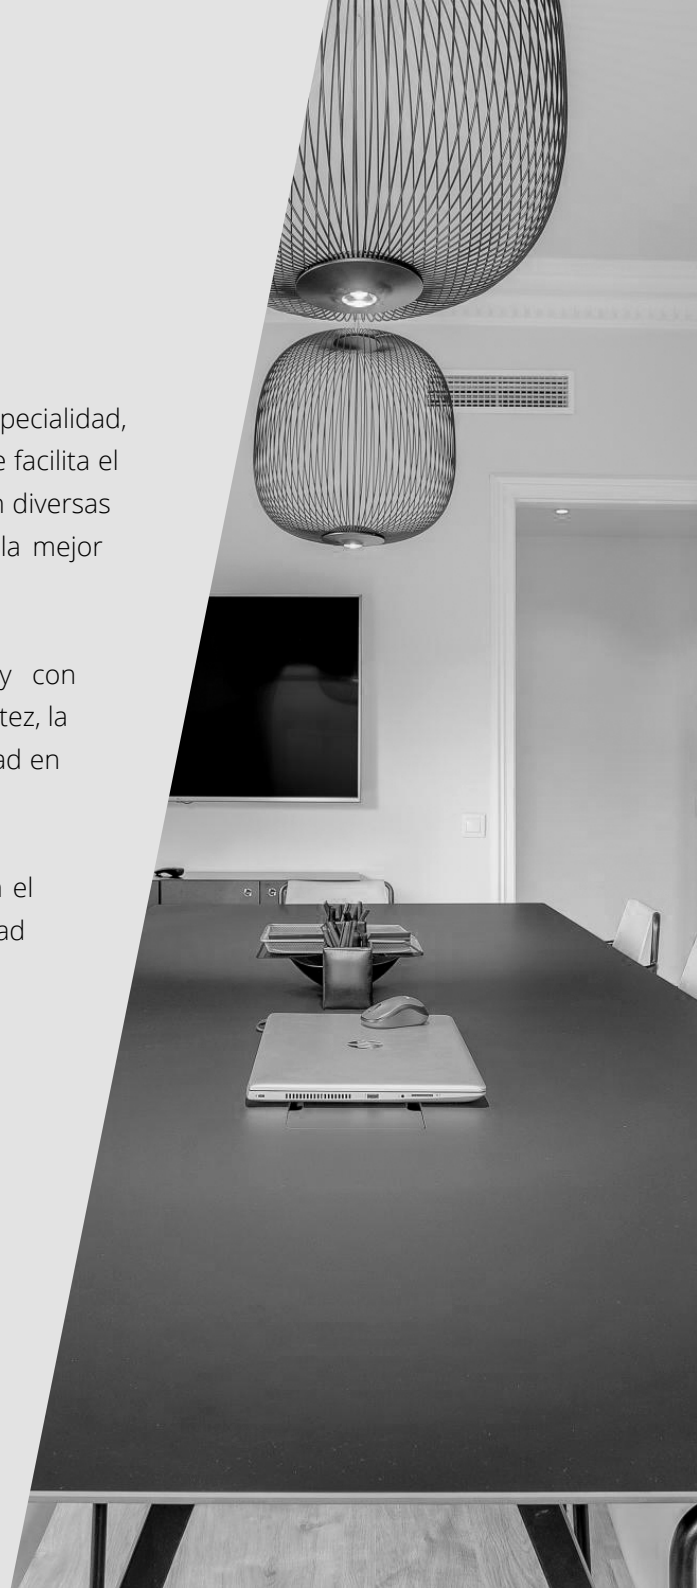 pecialidad,
e facilita el
n diversas
la mejor
y con
tez, la
ad en
el
ad